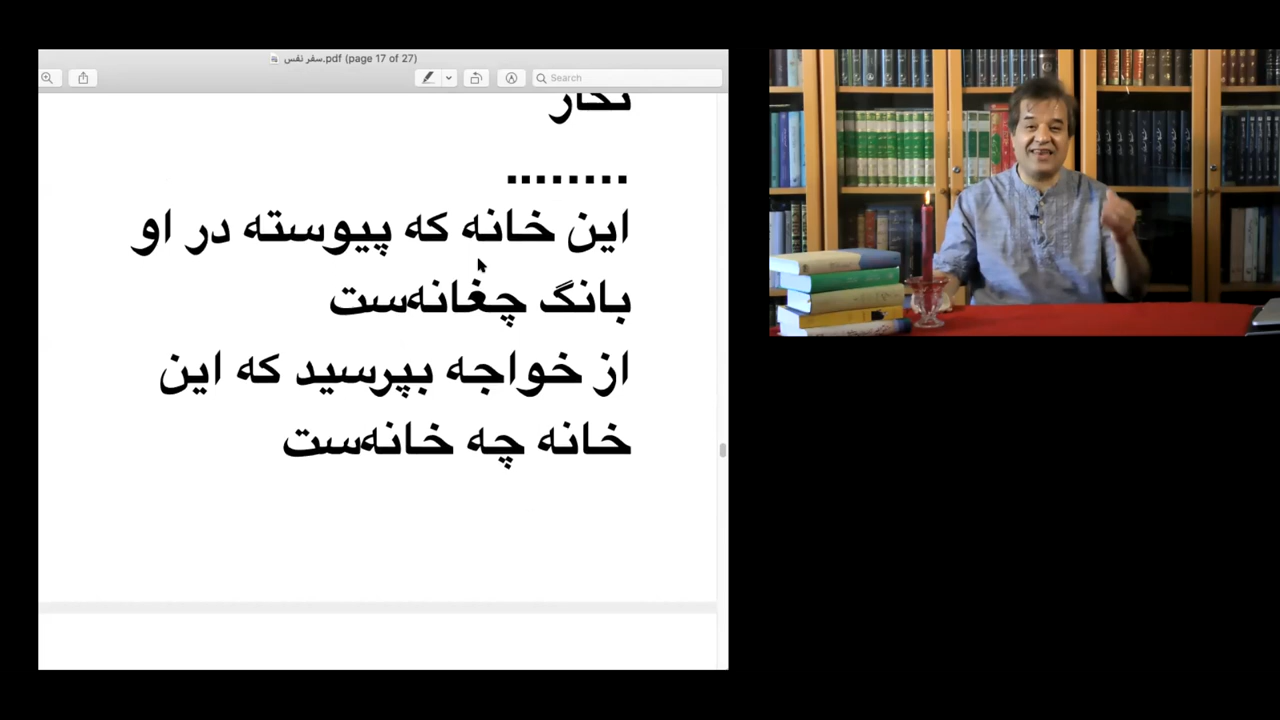 سفر نفس.pdf (page 17 of 27)
Search
نگار
........
این خانه که پیوسته در او
بانگ چغانه‌ست
از خواجه بپرسید که این
خانه چه خانه‌ست